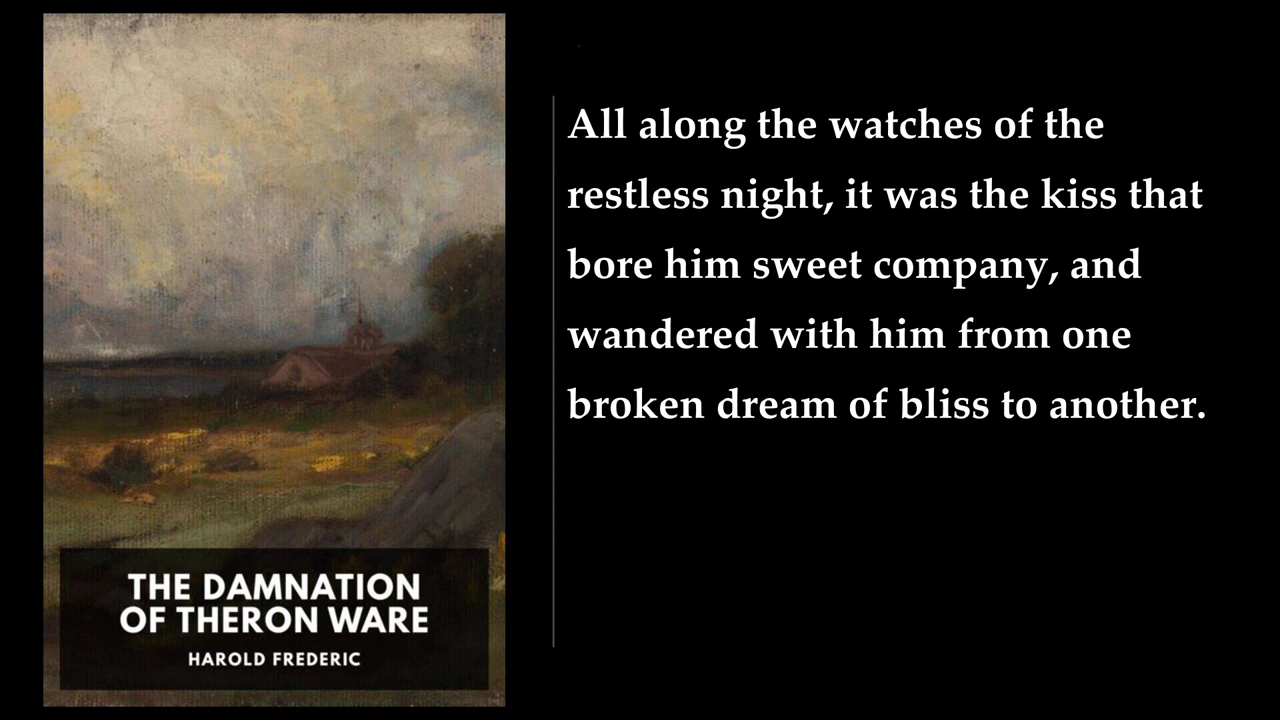 All along the watches of the
restless night, it was the kiss that
bore him sweet company, and
wandered with him from one
broken dream of bliss to another.
THE DAMNATION
OF THERON WARE
HAROLD FREDERIC